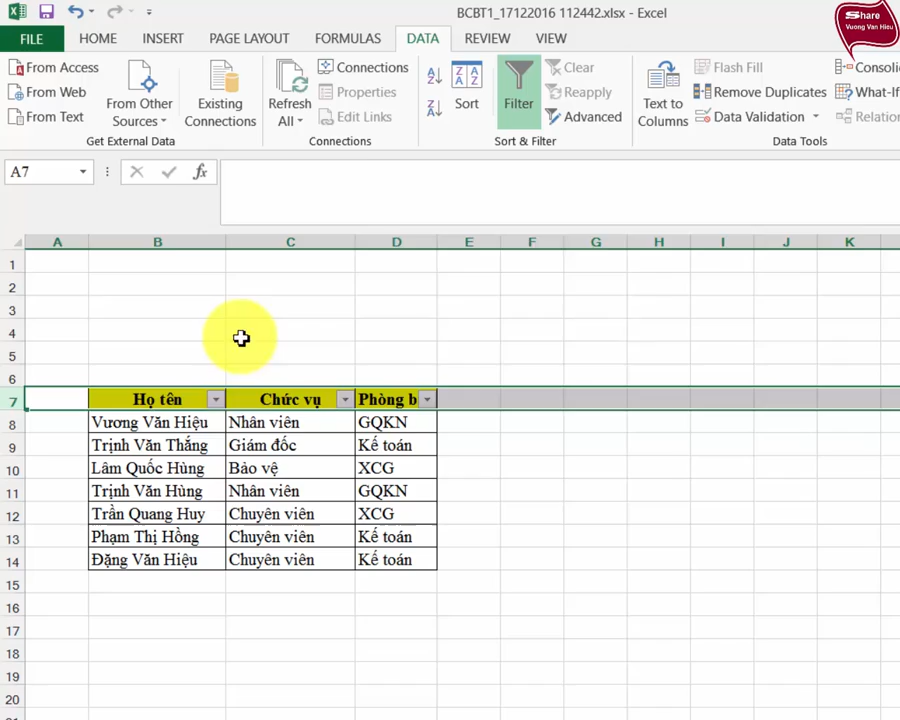 BCBT1_17122016 112442.xlsx - Excel
Share
Vuong Van Hieu
FILE HOME INSERT PAGE LAYOUT FORMULAS DATA REVIEW VIEW
From Access
From Web
From Text
From Other Sources
Existing Connections
Get External Data
Refresh All
Connections
Properties
Edit Links
Connections
Sort
Filter
Clear
Reapply
Advanced
Sort & Filter
Text to Columns
Flash Fill
Remove Duplicates
Data Validation
Consoli
What-If
Relatio
Data Tools
A7
fx
A B C D E F G H I J K
1
2
3
4
5
6
7 Họ tên Chức vụ Phòng b
8 Vương Văn Hiệu Nhân viên GQKN
9 Trịnh Văn Thắng Giám đốc Kế toán
10 Lâm Quốc Hùng Bảo vệ XCG
11 Trịnh Văn Hùng Nhân viên GQKN
12 Trần Quang Huy Chuyên viên XCG
13 Phạm Thị Hồng Chuyên viên Kế toán
14 Đặng Văn Hiệu Chuyên viên Kế toán
15
16
17
18
19
20